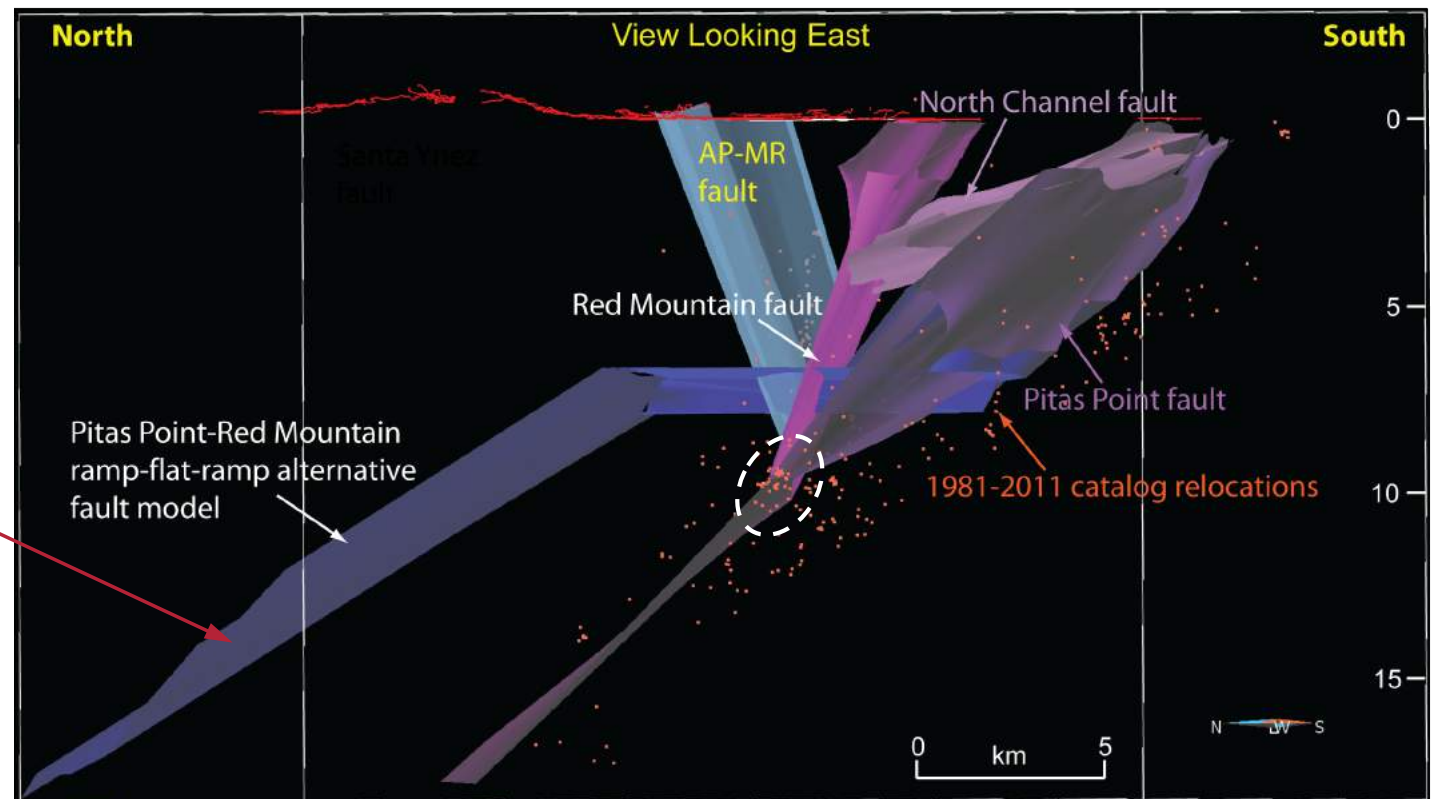 North
View Looking East
South
North Channel fault
0
Santa Ynez
fault
AP-MR
fault
Red Mountain fault
5
Pitas Point fault
Pitas Point-Red Mountain
ramp-flat-ramp alternative
fault model
1981-2011 catalog relocations
10
15
N
W
S
0
5
km